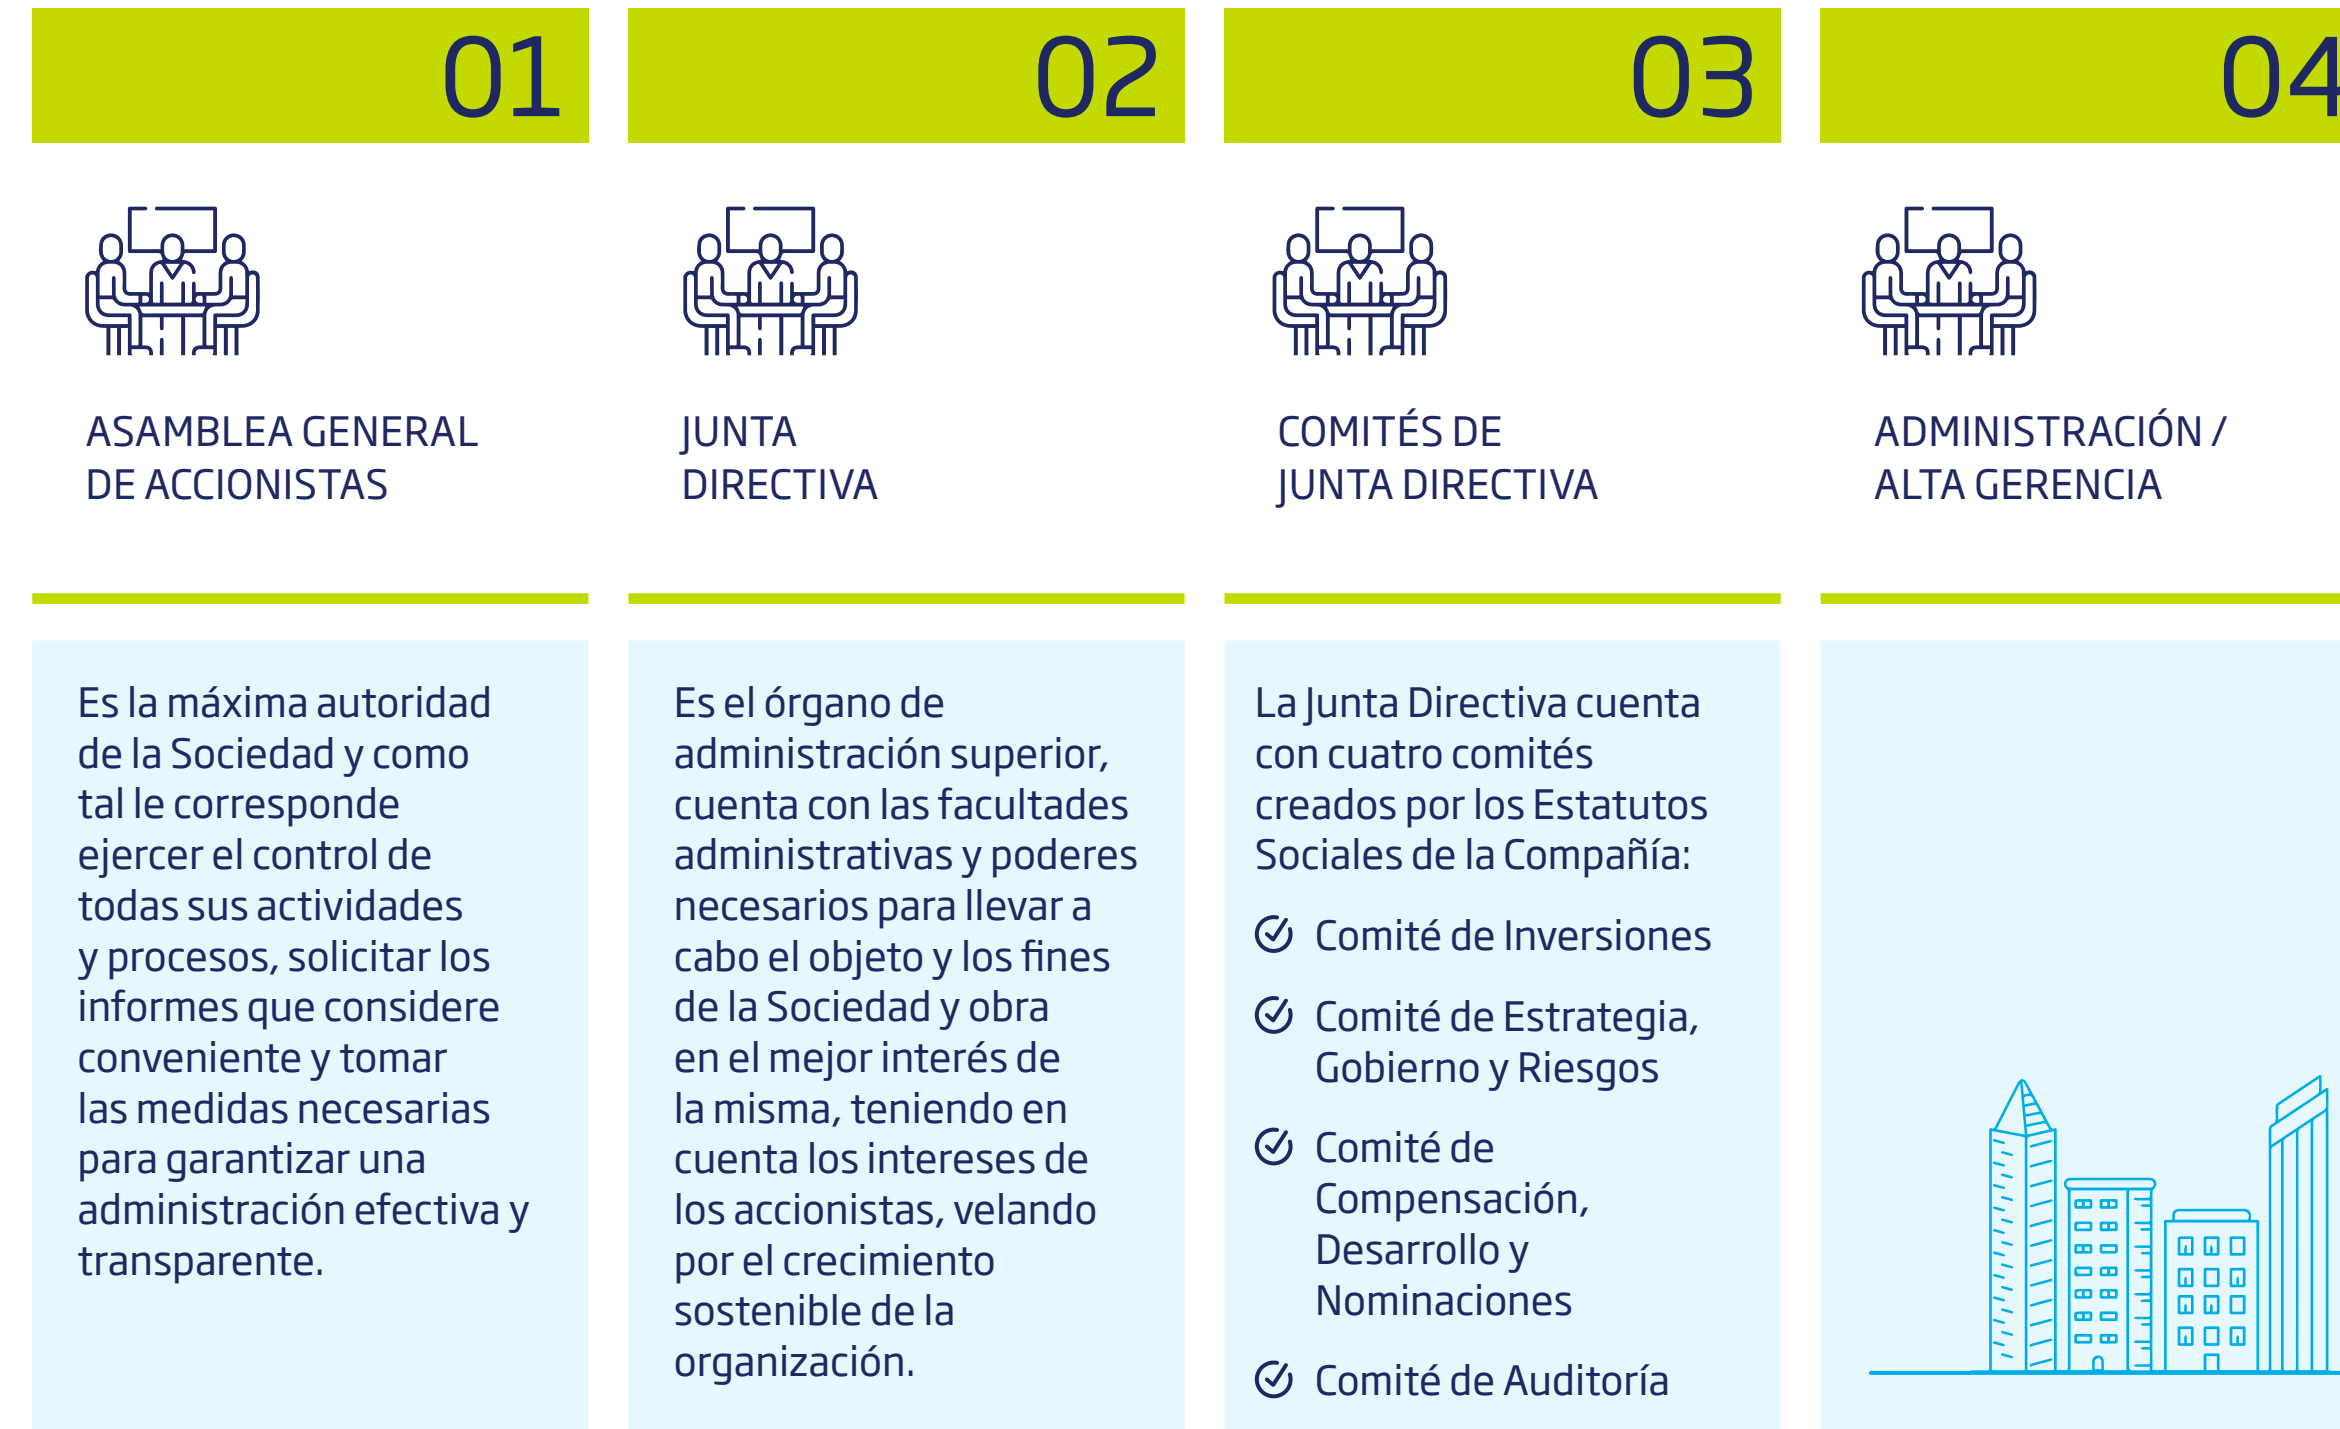 01
ASAMBLEA GENERAL
DE ACCIONISTAS
Es la máxima autoridad
de la Sociedad y como
tal le corresponde
ejercer el control de
todas sus actividades
y procesos, solicitar los
informes que considere
conveniente y tomar
las medidas necesarias
para garantizar una
administración efectiva y
transparente.
02
JUNTA
DIRECTIVA
Es el órgano de
administración superior,
cuenta con las facultades
administrativas y poderes
necesarios para llevar a
cabo el objeto y los fines
de la Sociedad y obra
en el mejor interés de
la misma, teniendo en
cuenta los intereses de
los accionistas, velando
por el crecimiento
sostenible de la
organización.
03
COMITÉS DE
JUNTA DIRECTIVA
La Junta Directiva cuenta
con cuatro comités
creados por los Estatutos
Sociales de la Compañía:
Comité de Inversiones
Comité de Estrategia,
Gobierno y Riesgos
Comité de
Compensación,
Desarrollo y
Nominaciones
Comité de Auditoría
04
ADMINISTRACIÓN /
ALTA GERENCIA